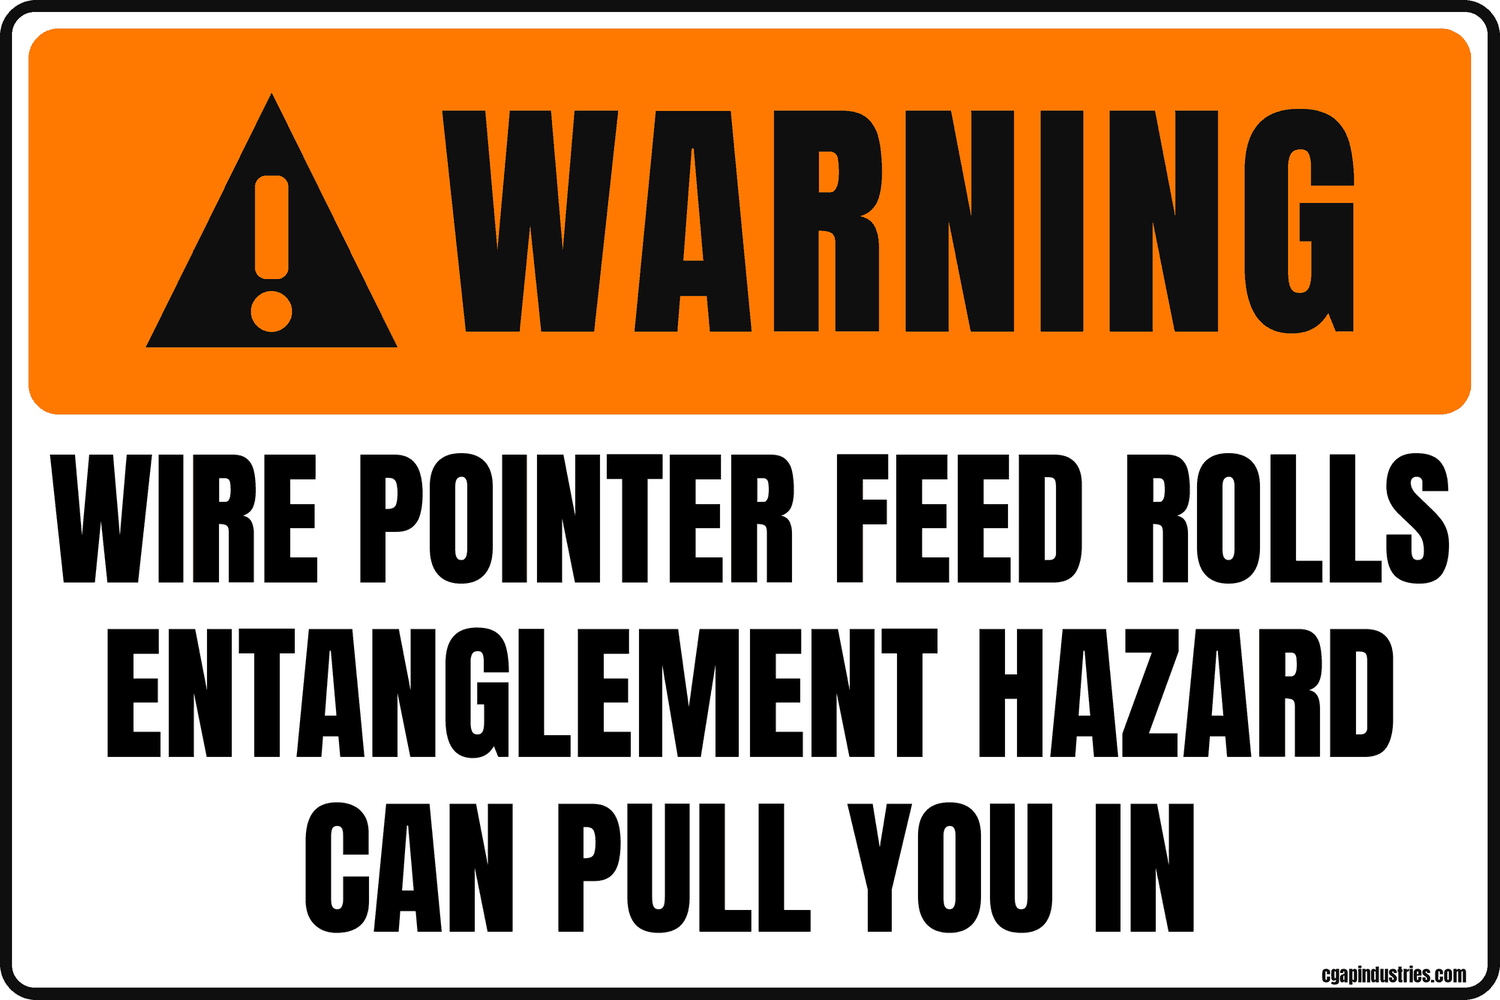 WARNING
WIRE POINTER FEED ROLLS
ENTANGLEMENT HAZARD
CAN PULL YOU IN
cgapindustries.com